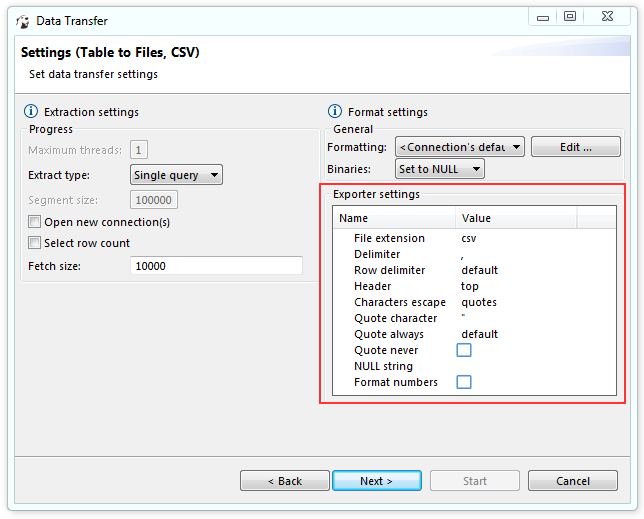 Data Transfer
Settings (Table to Files, CSV)
Set data transfer settings
Extraction settings
Progress
Maximum threads: 1
Extract type: Single query
Segment size: 100000
Open new connection(s)
Select row count
Fetch size: 10000
Format settings
General
Formatting: <Connection's defau Edit ...
Binaries: Set to NULL
Exporter settings
Name Value
File extension csv
Delimiter ,
Row delimiter default
Header top
Characters escape quotes
Quote character "
Quote always default
Quote never
NULL string
Format numbers
< Back Next > Start Cancel